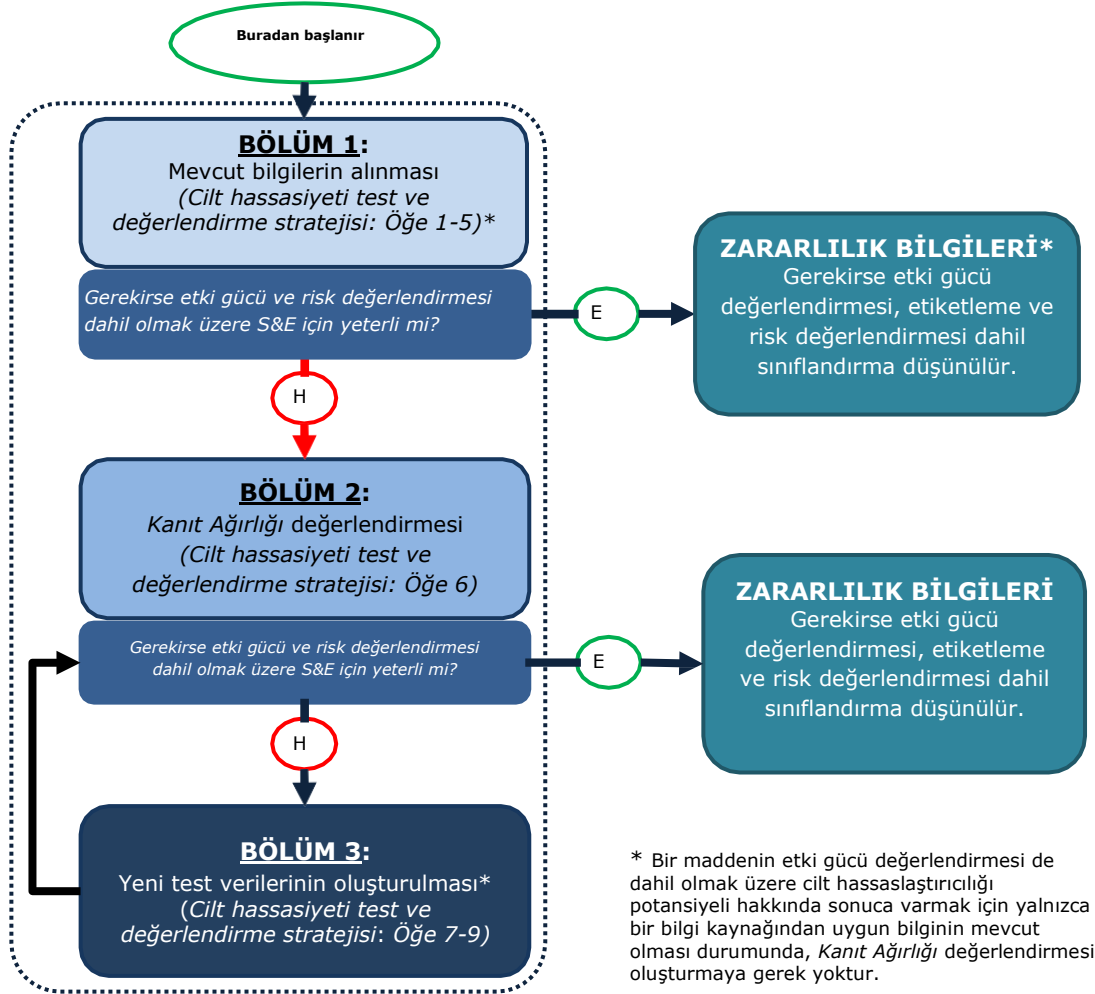 Buradan başlanır
BÖLÜM 1:
Mevcut bilgilerin alınması
(Cilt hassasiyeti test ve
değerlendirme stratejisi: Öğe 1-5)*
Gerekirse etki gücü ve risk değerlendirmesi
dahil olmak üzere S&E için yeterli mi?
E
ZARARLILIK BİLGİLERİ*
Gerekirse etki gücü
değerlendirmesi, etiketleme ve
risk değerlendirmesi dahil
sınıflandırma düşünülür.
H
BÖLÜM 2:
Kanıt Ağırlığı değerlendirmesi
(Cilt hassasiyeti test ve
değerlendirme stratejisi: Öğe 6)
Gerekirse etki gücü ve risk değerlendirmesi
dahil olmak üzere S&E için yeterli mi?
E
ZARARLILIK BİLGİLERİ
Gerekirse etki gücü
değerlendirmesi, etiketleme
ve risk değerlendirmesi dahil
sınıflandırma düşünülür.
H
BÖLÜM 3:
Yeni test verilerinin oluşturulması*
(Cilt hassasiyeti test ve
değerlendirme stratejisi: Öğe 7-9)
* Bir maddenin etki gücü değerlendirmesi de
dahil olmak üzere cilt hassaslaştırıcılığı
potansiyeli hakkında sonuca varmak için yalnızca
bir bilgi kaynağından uygun bilginin mevcut
olması durumunda, Kanıt Ağırlığı değerlendirmesi
oluşturmaya gerek yoktur.